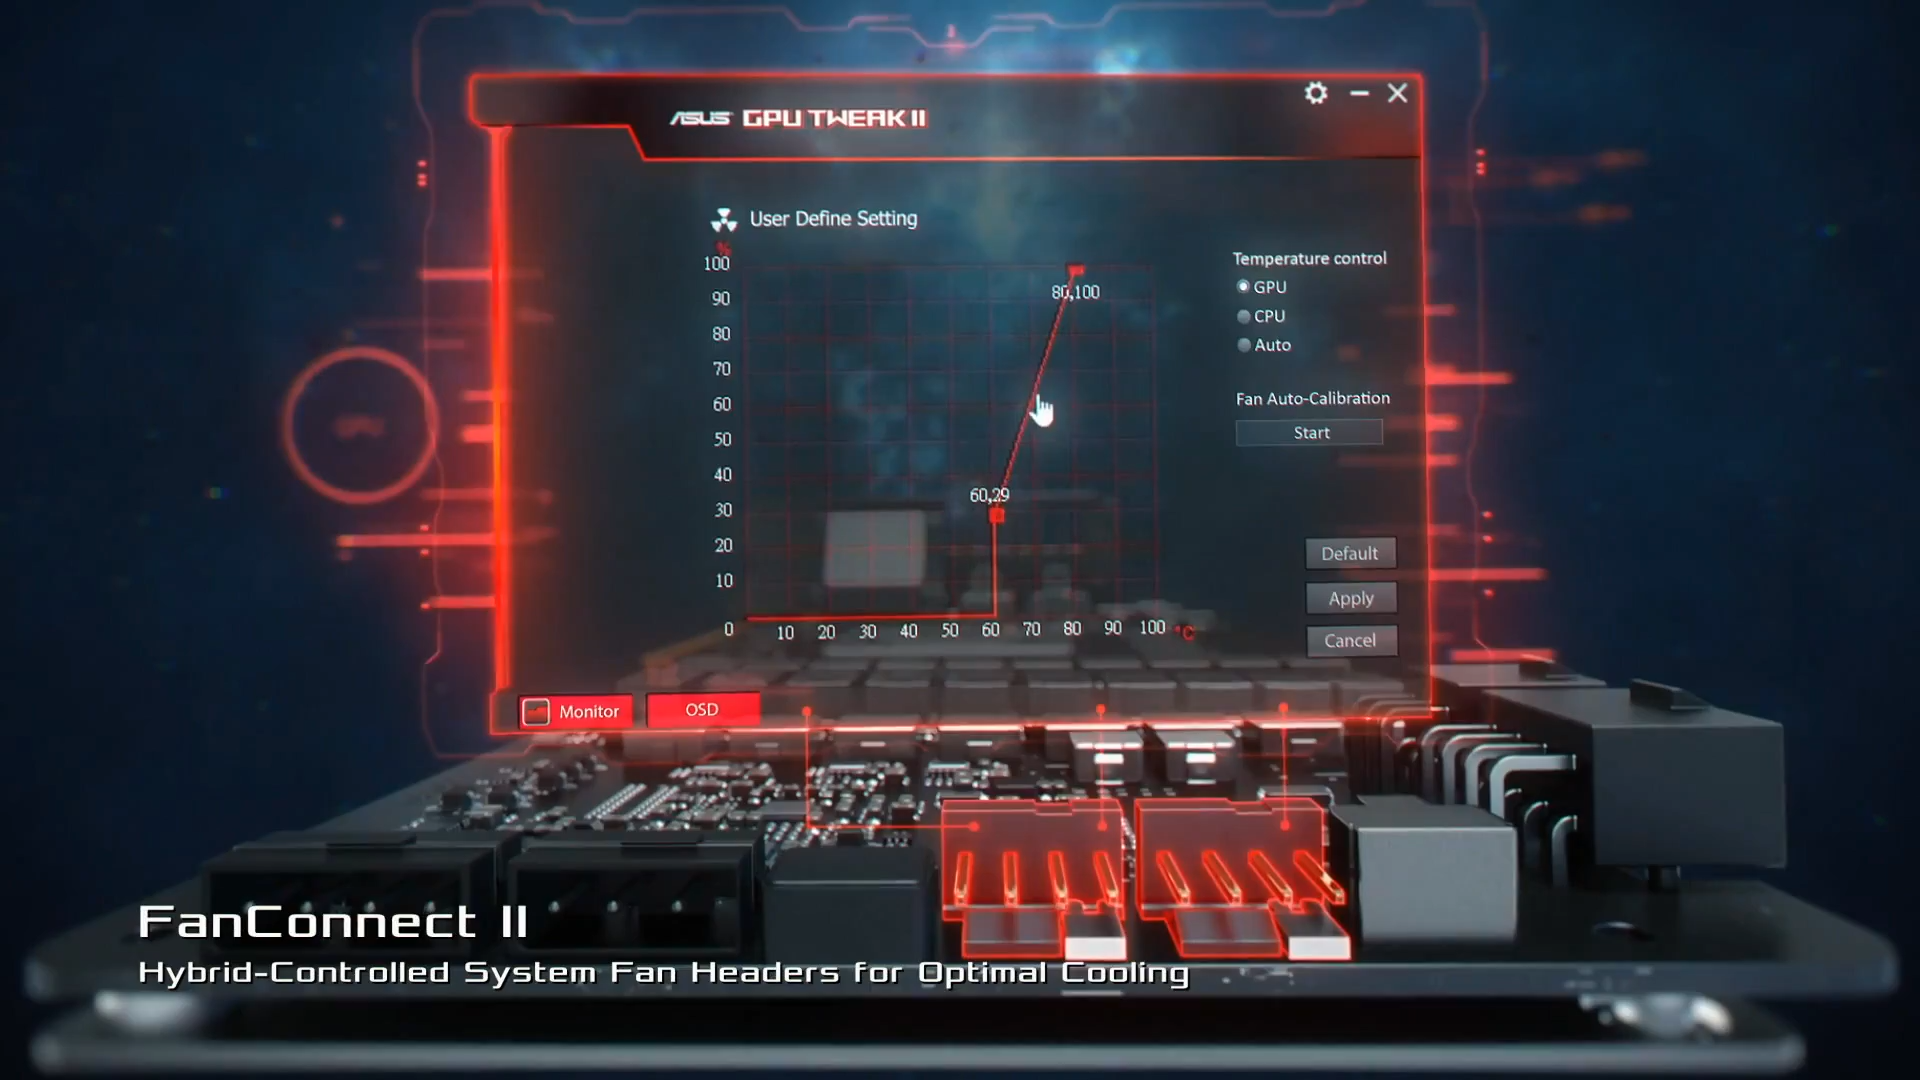 ASUS GPU TWEAK II
User Define Setting
%
100
90
80
70
60
50
40
30
20
10
0
10 20 30 40 50 60 70 80 90 100 °C
80,100
60,29
Temperature control
GPU
CPU
Auto
Fan Auto-Calibration
Start
Default
Apply
Cancel
Monitor
OSD
FanConnect II
Hybrid-Controlled System Fan Headers for Optimal Cooling